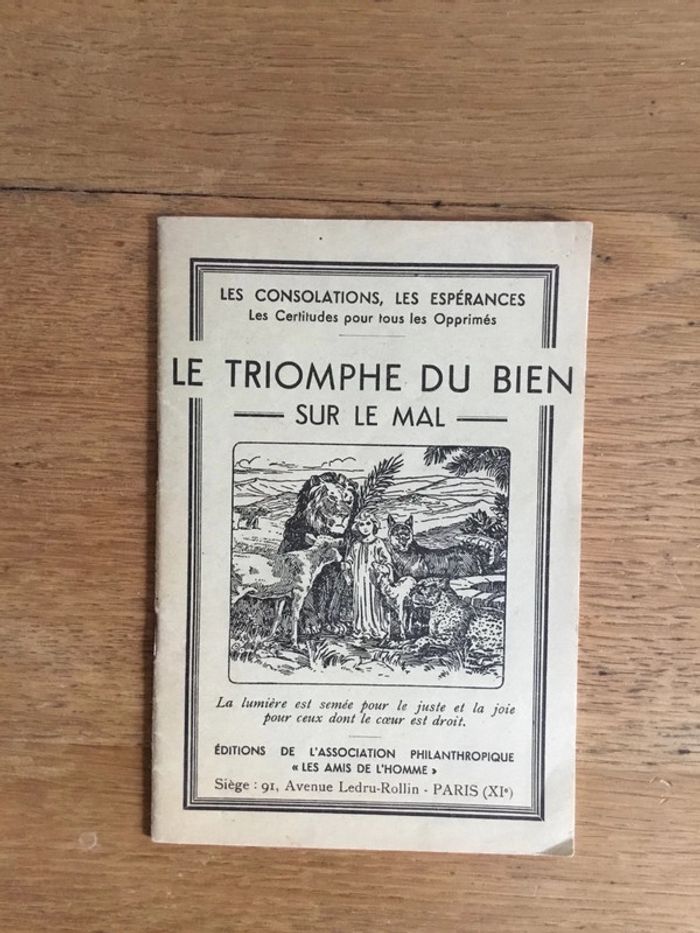 LES CONSOLATIONS, LES ESPÉRANCES
Les Certitudes pour tous les Opprimés
LE TRIOMPHE DU BIEN
SUR LE MAL
La lumière est semée pour le juste et la joie
pour ceux dont le cœur est droit.
ÉDITIONS DE L'ASSOCIATION PHILANTHROPIQUE
« LES AMIS DE L'HOMME »
Siège : 91, Avenue Ledru-Rollin - PARIS (XIe)